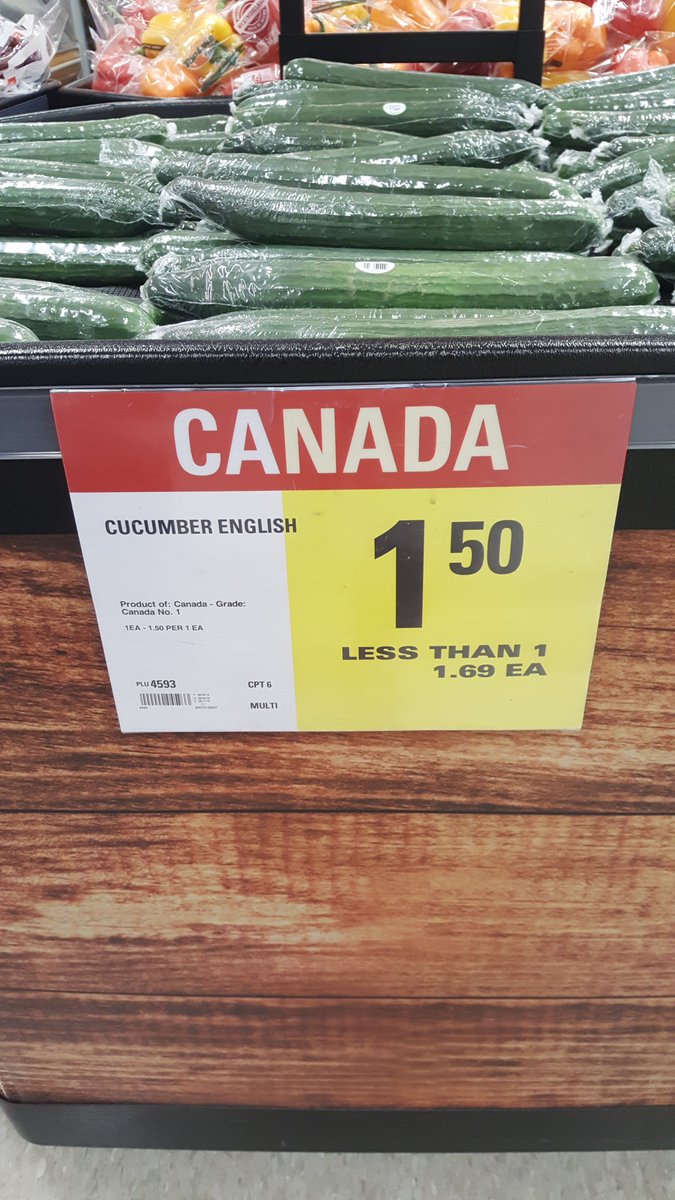 CANADA
CUCUMBER ENGLISH
1 50
Product of: Canada - Grade:
Canada No. 1
1EA - 1.50 PER 1 EA
LESS THAN 1
1.69 EA
PLU 4593
CPT 6
MULTI